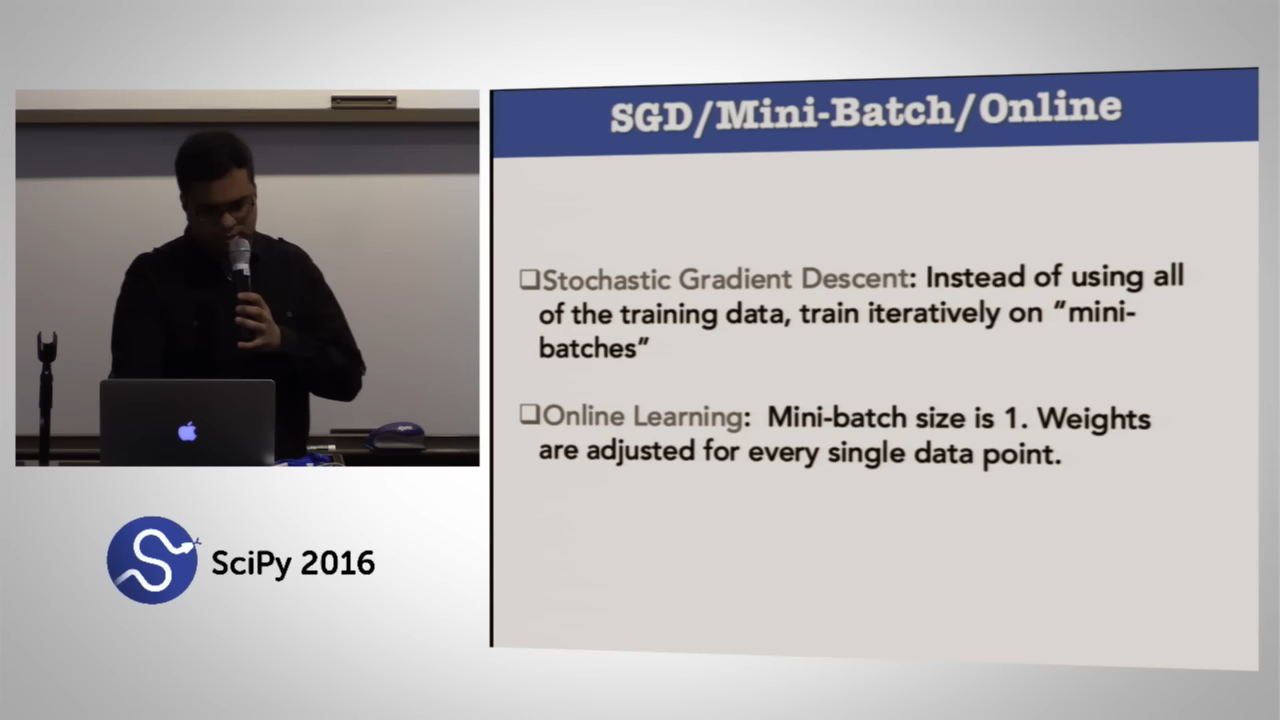 SGD/Mini-Batch/Online
❑Stochastic Gradient Descent: Instead of using all
of the training data, train iteratively on “mini-
batches”
❑Online Learning: Mini-batch size is 1. Weights
are adjusted for every single data point.
SciPy 2016